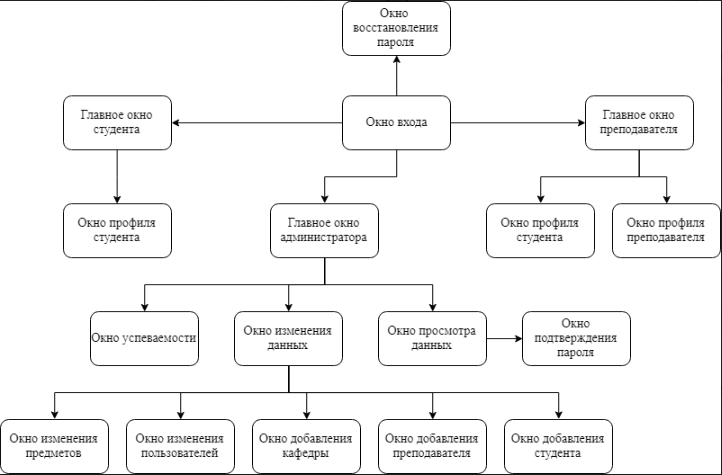 Окно
восстановления
пароля
Главное окно
студента
Окно входа
Главное окно
преподавателя
Окно профиля
студента
Главное окно
администратора
Окно профиля
студента
Окно профиля
преподавателя
Окно успеваемости
Окно изменения
данных
Окно просмотра
данных
Окно
подтверждения
пароля
Окно изменения
предметов
Окно изменения
пользователей
Окно добавления
кафедры
Окно добавления
преподавателя
Окно добавления
студента